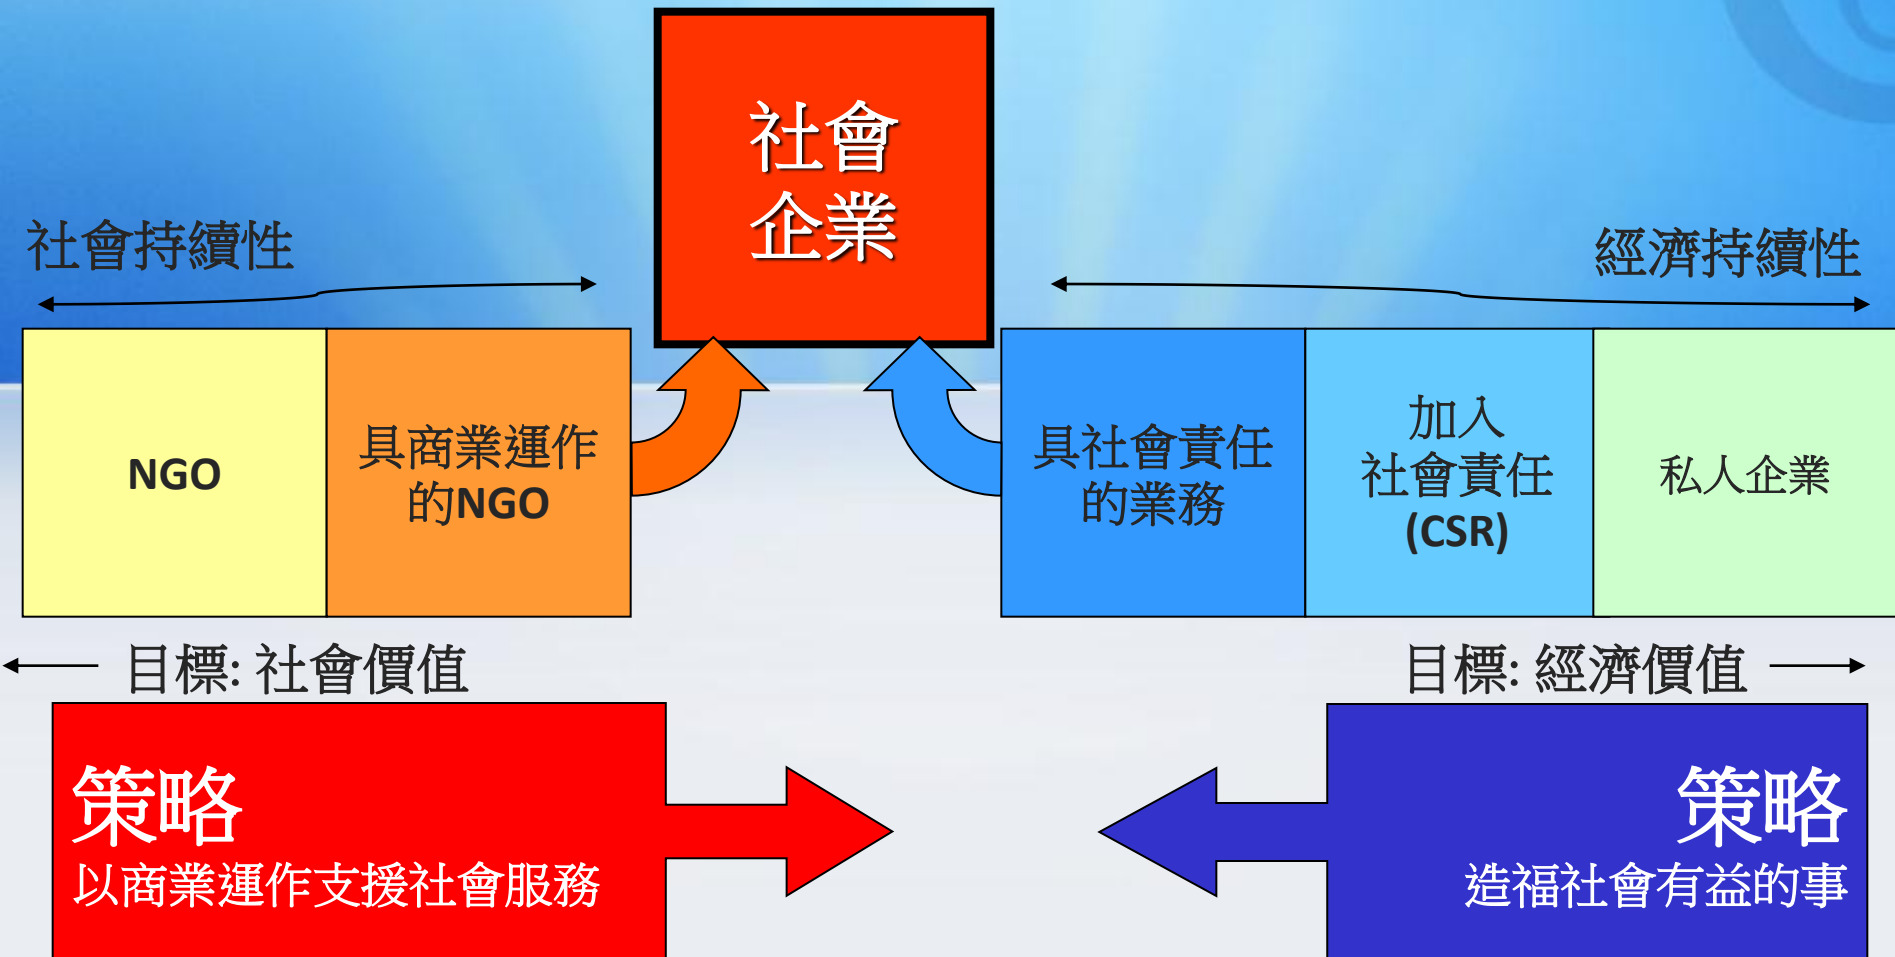 社會
企業
社會持續性
經濟持續性
NGO
具商業運作
的NGO
具社會責任
的業務
加入
社會責任
(CSR)
私人企業
目標: 社會價值
目標: 經濟價值
策略
以商業運作支援社會服務
策略
造福社會有益的事